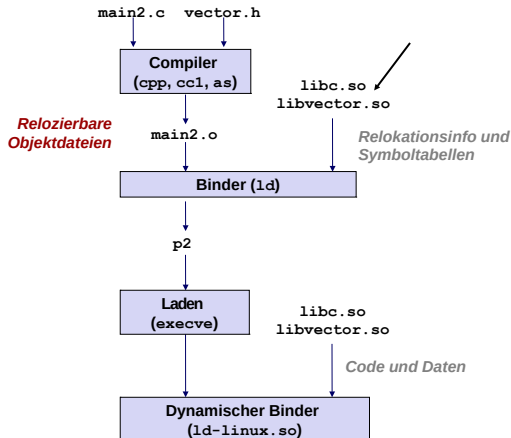 main2.c vector.h
Compiler
(cpp, cc1, as)
libc.so
libvector.so
Relozierbare
Objektdateien
main2.o
Relokationsinfo und
Symboltabellen
Binder (ld)
p2
Laden
(execve)
libc.so
libvector.so
Code und Daten
Dynamischer Binder
(ld-linux.so)